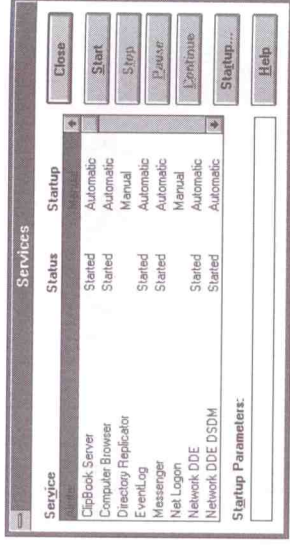 Services
Service Status Startup
Alerter Manual
ClipBook Server Started Automatic
Computer Browser Started Automatic
Directory Replicator Manual
EventLog Started Automatic
Messenger Started Automatic
Net Logon Manual
Network DDE Started Automatic
Network DDE DSDM Started Automatic
Startup Parameters:
Close
Start
Stop
Pause
Continue
Startup...
Help